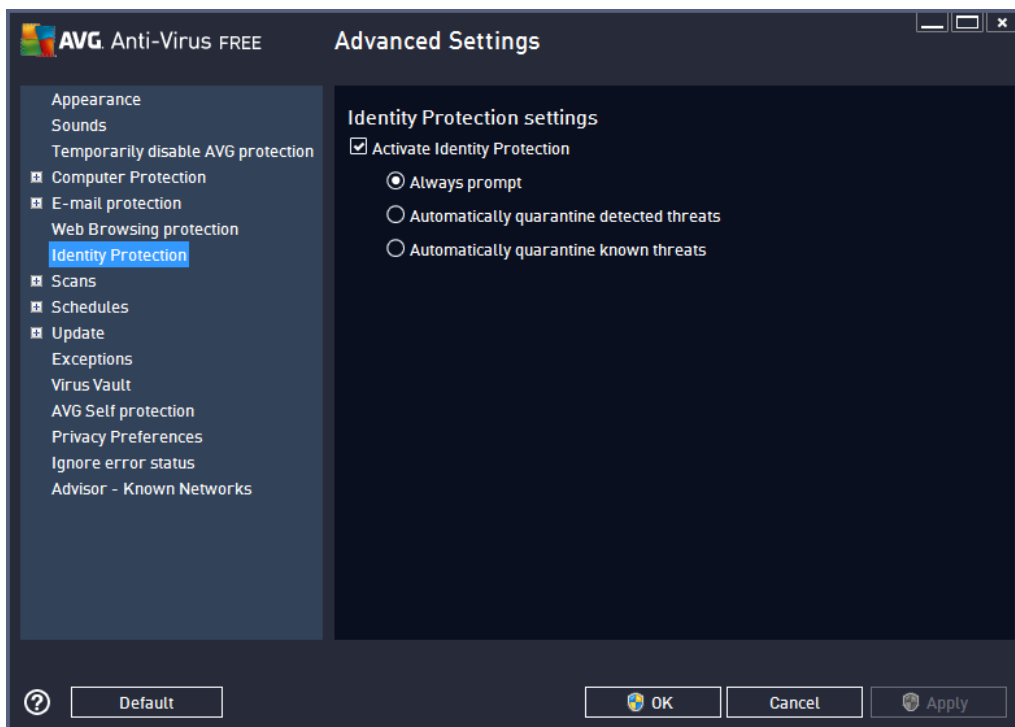 AVG. Anti-Virus FREE
Advanced Settings
Appearance
Sounds
Temporarily disable AVG protection
Computer Protection
E-mail protection
Web Browsing protection
Identity Protection
Scans
Schedules
Update
Exceptions
Virus Vault
AVG Self protection
Privacy Preferences
Ignore error status
Advisor - Known Networks
Identity Protection settings
Activate Identity Protection
Always prompt
Automatically quarantine detected threats
Automatically quarantine known threats
Default
OK
Cancel
Apply